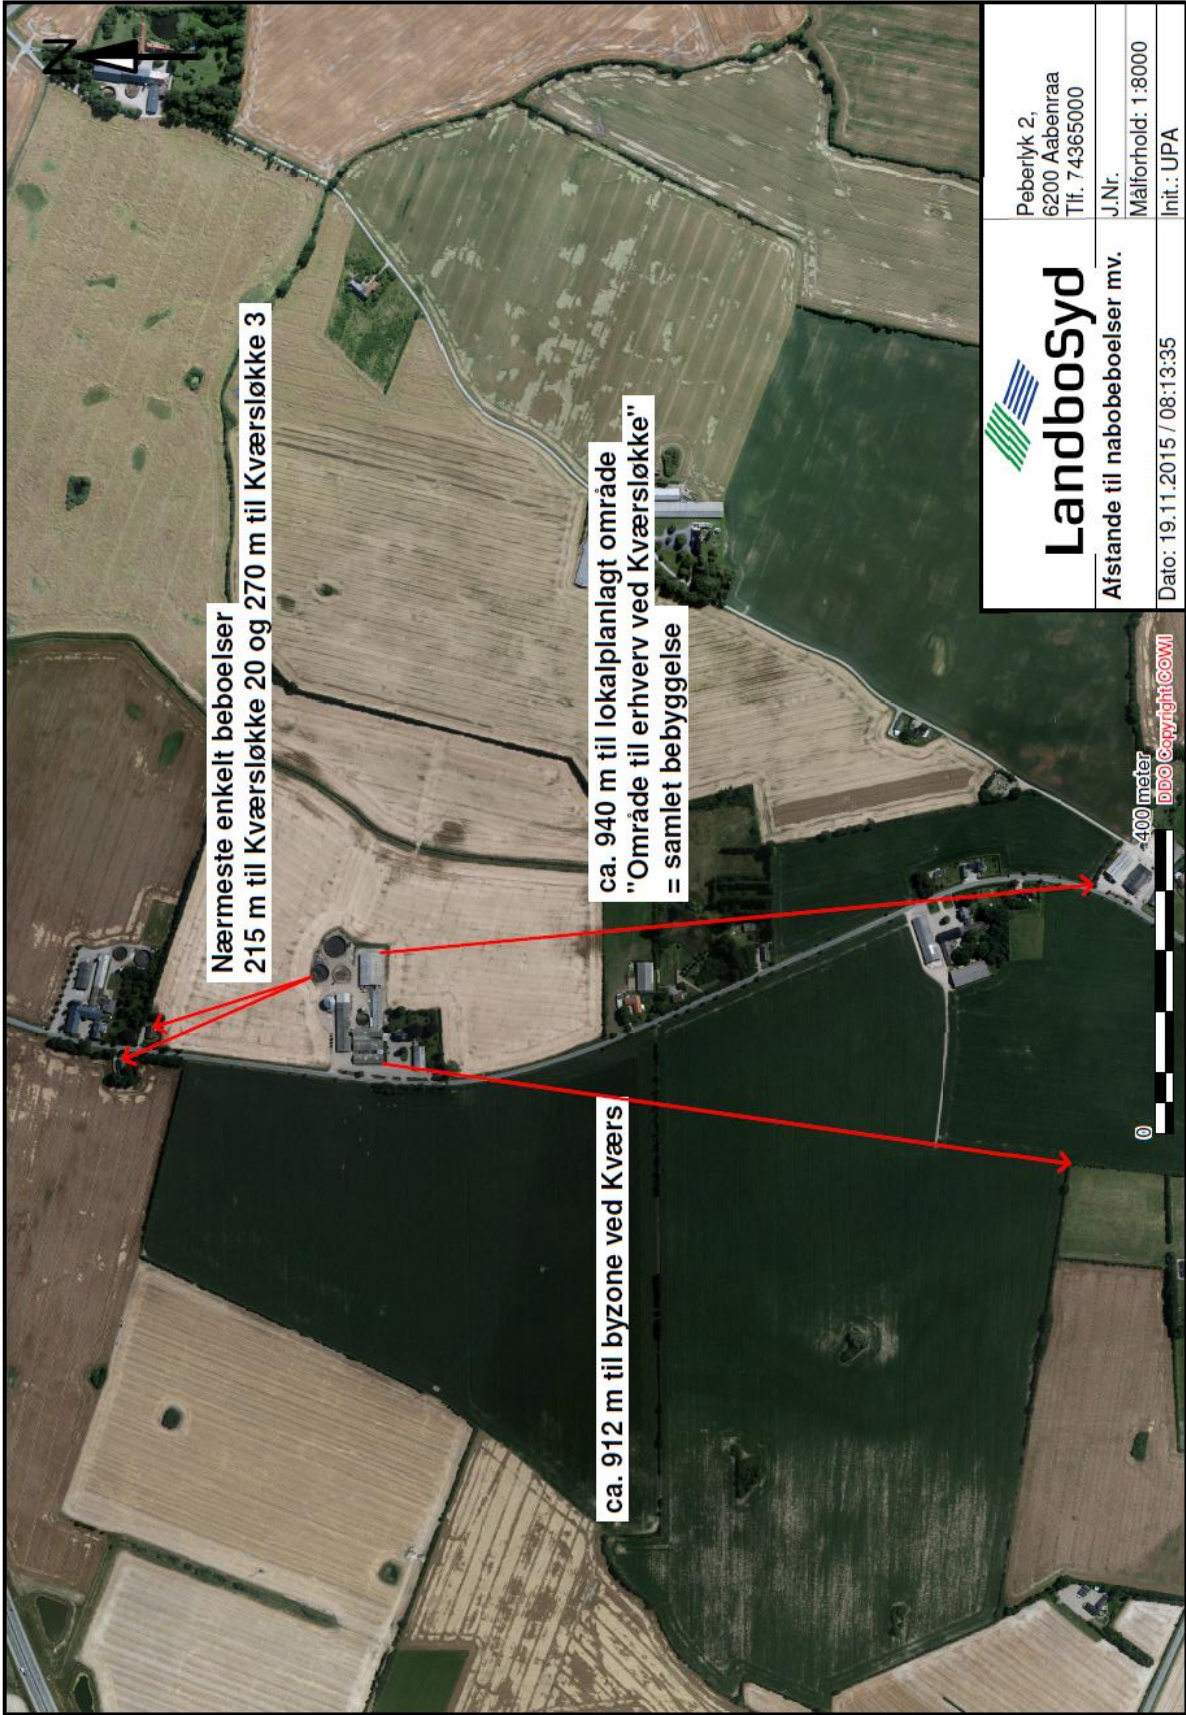 N
Nærmeste enkelt beboelser
215 m til Kværsløkke 20 og 270 m til Kværsløkke 3
ca. 940 m til lokalplanlagt område
"Område til erhverv ved Kværsløkke"
= samlet bebyggelse
ca. 912 m til byzone ved Kværs
0
400 meter
DDO Copyright COWI
LandboSyd
Peberlyk 2,
6200 Aabenraa
Tlf. 74365000
Afstande til nabobeboelser mv.
J.Nr.
Målforhold: 1:8000
Dato: 19.11.2015 / 08:13:35
Init.: UPA